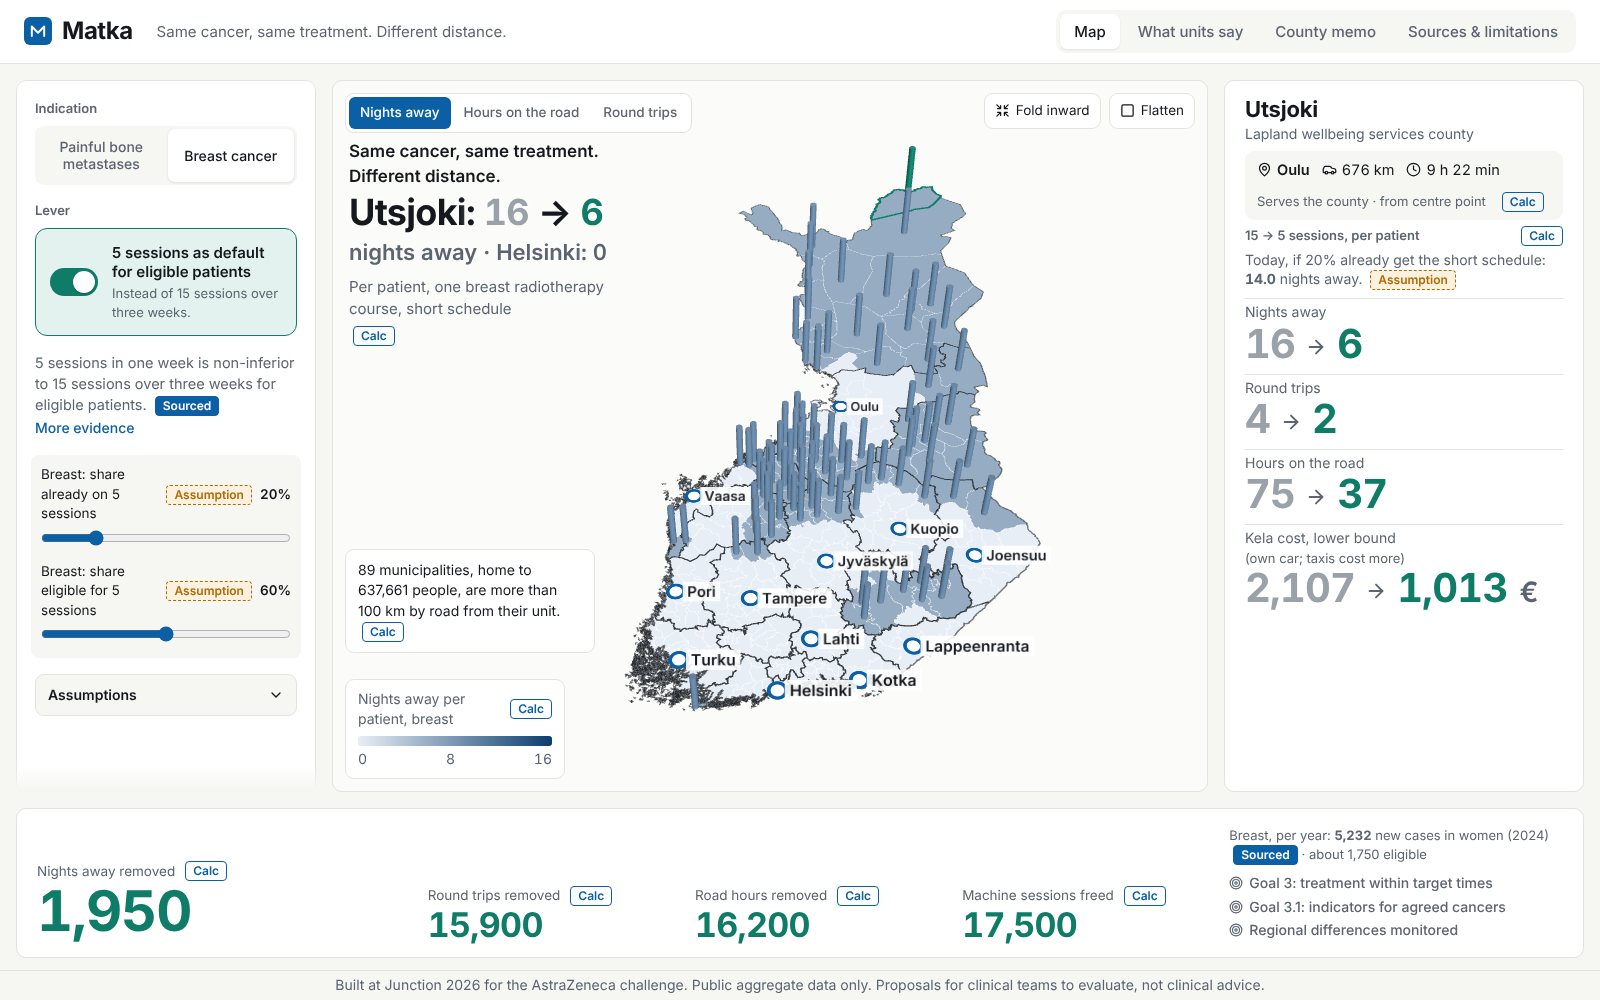 Matka
Same cancer, same treatment. Different distance.
Map
What units say
County memo
Sources & limitations
Indication
Painful bone
metastases
Breast cancer
Lever
5 sessions as default
for eligible patients
Instead of 15 sessions over
three weeks.
5 sessions in one week is non-inferior
to 15 sessions over three weeks for
eligible patients. Sourced
More evidence
Breast: share
already on 5
sessions
Assumption 20%
Breast: share
eligible for 5
sessions
Assumption 60%
Assumptions
Nights away
Hours on the road
Round trips
Fold inward
Flatten
Same cancer, same treatment.
Different distance.
Utsjoki: 16 → 6
nights away · Helsinki: 0
Per patient, one breast radiotherapy
course, short schedule
Calc
Oulu
Vaasa
Kuopio
Joensuu
Jyväskylä
Pori
Tampere
Lahti
Lappeenranta
Turku
Kotka
Helsinki
89 municipalities, home to
637,661 people, are more than
100 km by road from their unit.
Calc
Nights away per
patient, breast
Calc
0 8 16
Utsjoki
Lapland wellbeing services county
Oulu 676 km 9 h 22 min
Serves the county · from centre point Calc
15 → 5 sessions, per patient Calc
Today, if 20% already get the short schedule:
14.0 nights away. Assumption
Nights away
16 → 6
Round trips
4 → 2
Hours on the road
75 → 37
Kela cost, lower bound
(own car; taxis cost more)
2,107 → 1,013 €
Nights away removed Calc
1,950
Round trips removed Calc
15,900
Road hours removed Calc
16,200
Machine sessions freed Calc
17,500
Breast, per year: 5,232 new cases in women (2024)
Sourced · about 1,750 eligible
Goal 3: treatment within target times
Goal 3.1: indicators for agreed cancers
Regional differences monitored
Built at Junction 2026 for the AstraZeneca challenge. Public aggregate data only. Proposals for clinical teams to evaluate, not clinical advice.